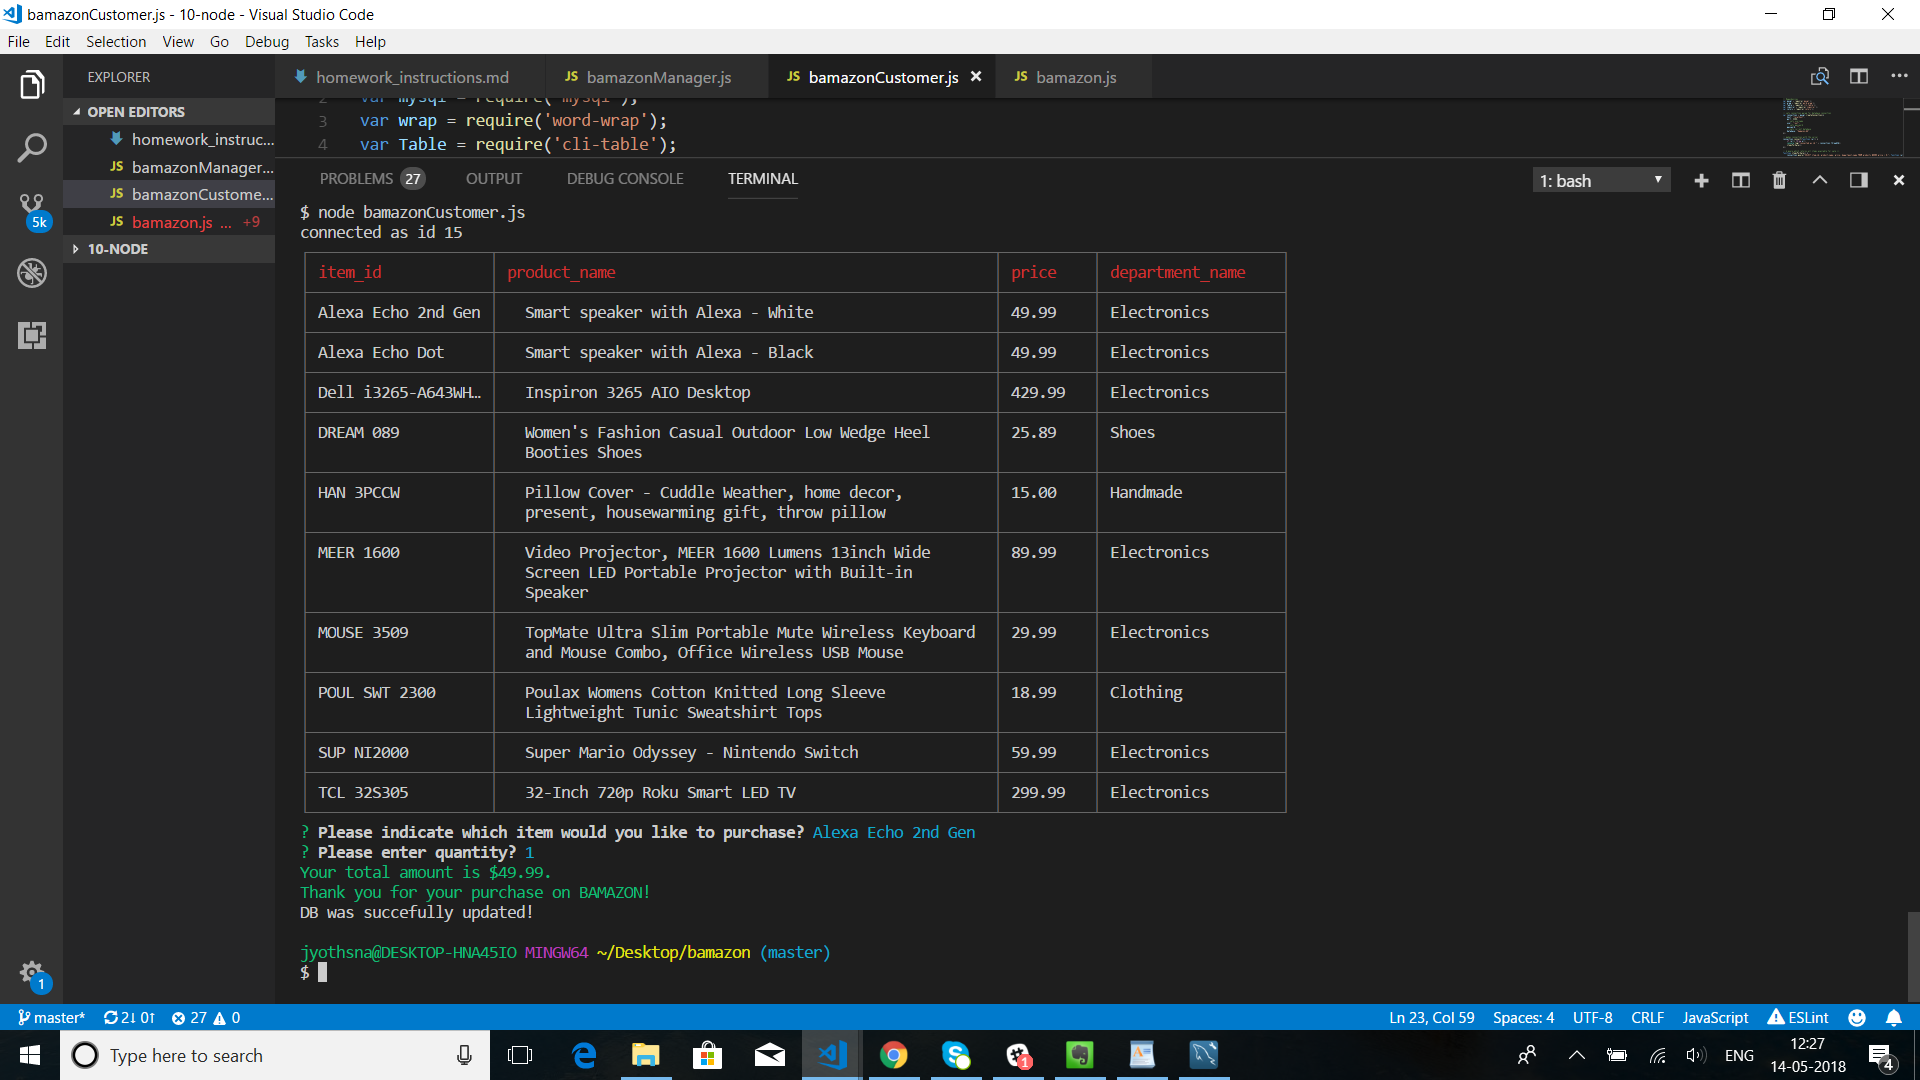 bamazonCustomer.js - 10-node - Visual Studio Code
File Edit Selection View Go Debug Tasks Help
EXPLORER
OPEN EDITORS
homework_instruc...
JS bamazonManager...
JS bamazonCustome...
JS bamazon.js ... +9
10-NODE
5k
1
homework_instructions.md
JS bamazonManager.js
JS bamazonCustomer.js
JS bamazon.js
2 var mysql = require('mysql');
3 var wrap = require('word-wrap');
4 var Table = require('cli-table');
PROBLEMS 27 OUTPUT DEBUG CONSOLE TERMINAL
1: bash
$ node bamazonCustomer.js
connected as id 15
item_id product_name price department_name
Alexa Echo 2nd Gen Smart speaker with Alexa - White 49.99 Electronics
Alexa Echo Dot Smart speaker with Alexa - Black 49.99 Electronics
Dell i3265-A643WH… Inspiron 3265 AIO Desktop 429.99 Electronics
DREAM 089 Women's Fashion Casual Outdoor Low Wedge Heel 25.89 Shoes
Booties Shoes
HAN 3PCCW Pillow Cover - Cuddle Weather, home decor, 15.00 Handmade
present, housewarming gift, throw pillow
MEER 1600 Video Projector, MEER 1600 Lumens 13inch Wide 89.99 Electronics
Screen LED Portable Projector with Built-in
Speaker
MOUSE 3509 TopMate Ultra Slim Portable Mute Wireless Keyboard 29.99 Electronics
and Mouse Combo, Office Wireless USB Mouse
POUL SWT 2300 Poulax Womens Cotton Knitted Long Sleeve 18.99 Clothing
Lightweight Tunic Sweatshirt Tops
SUP NI2000 Super Mario Odyssey - Nintendo Switch 59.99 Electronics
TCL 32S305 32-Inch 720p Roku Smart LED TV 299.99 Electronics
? Please indicate which item would you like to purchase? Alexa Echo 2nd Gen
? Please enter quantity? 1
Your total amount is $49.99.
Thank you for your purchase on BAMAZON!
DB was succefully updated!
jyothsna@DESKTOP-HNA45IO MINGW64 ~/Desktop/bamazon (master)
$
master* 2↓ 0↑ 27 0
Ln 23, Col 59 Spaces: 4 UTF-8 CRLF JavaScript ESLint
Type here to search
1
ENG
12:27
14-05-2018
4